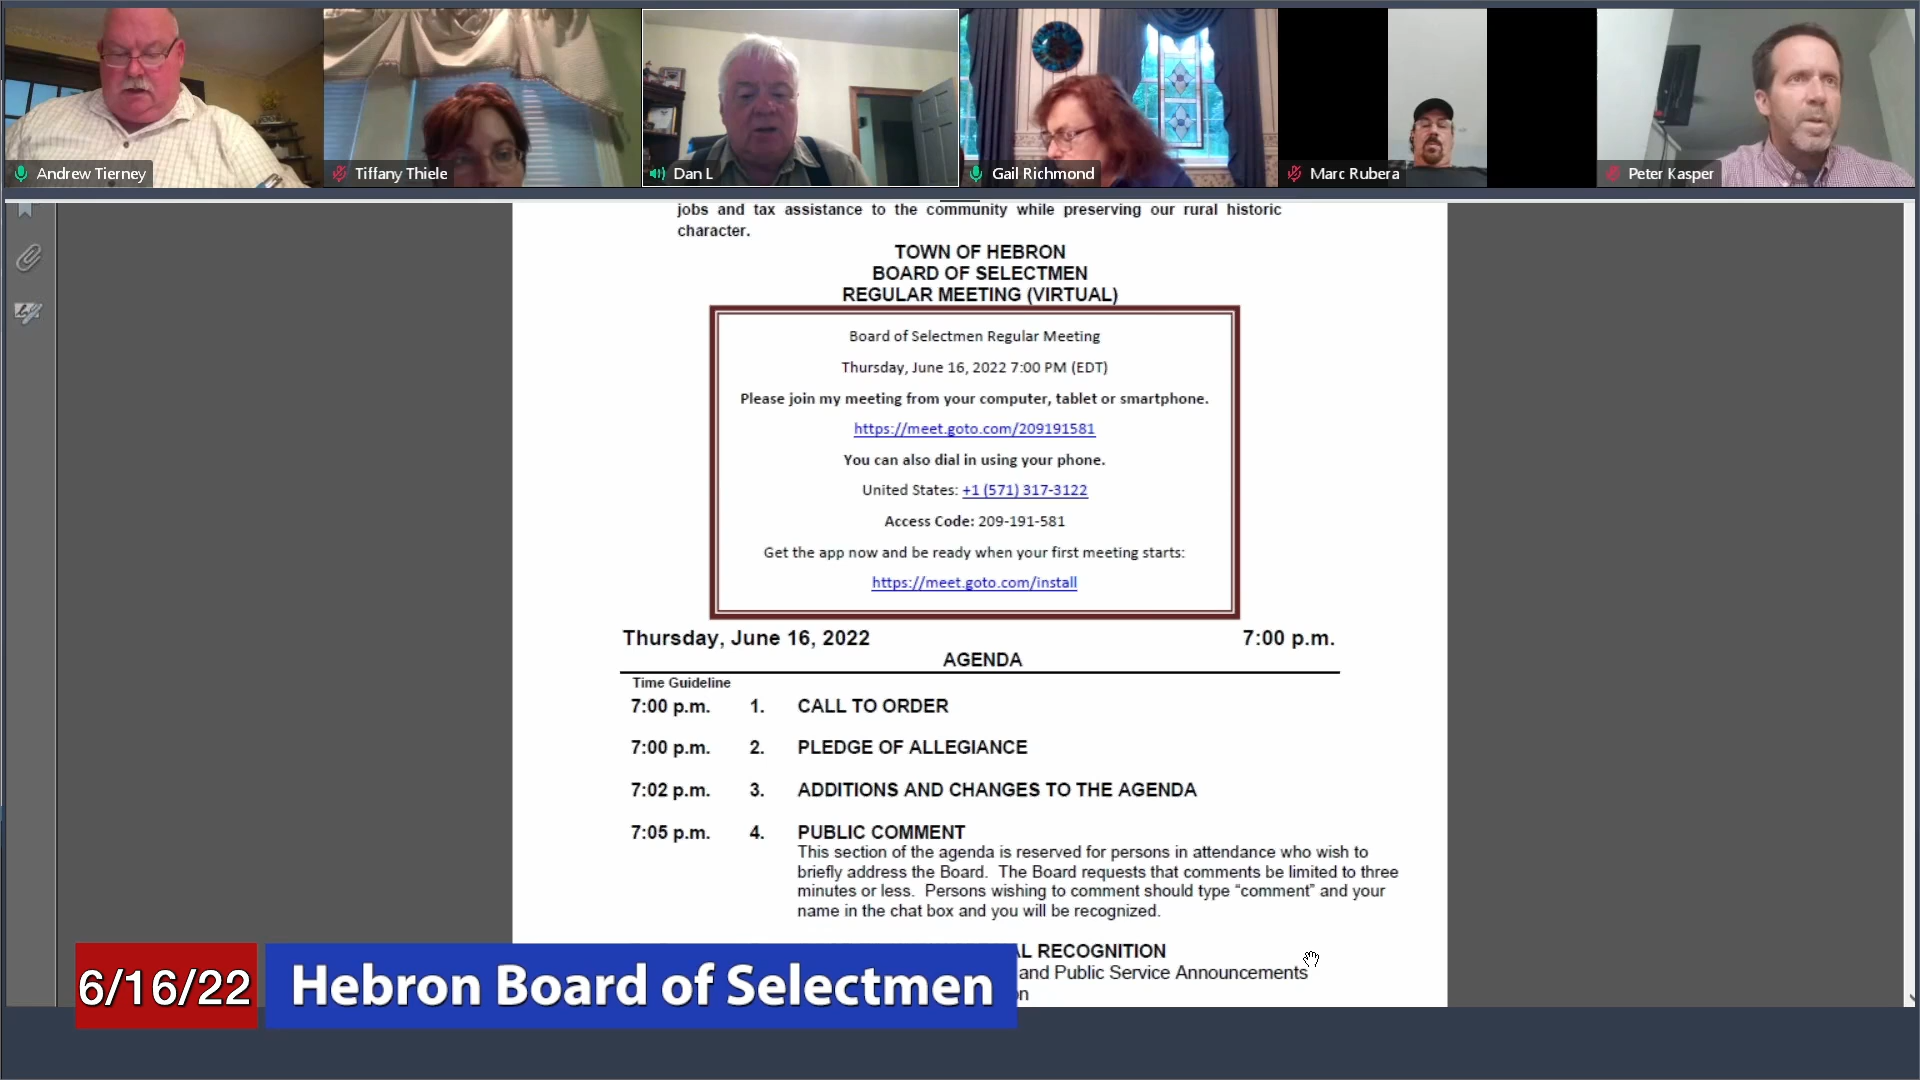 Andrew Tierney
Tiffany Thiele
Dan L
Gail Richmond
Marc Rubera
Peter Kasper
jobs and tax assistance to the community while preserving our rural historic
character.
TOWN OF HEBRON
BOARD OF SELECTMEN
REGULAR MEETING (VIRTUAL)
Board of Selectmen Regular Meeting
Thursday, June 16, 2022 7:00 PM (EDT)
Please join my meeting from your computer, tablet or smartphone.
https://meet.goto.com/209191581
You can also dial in using your phone.
United States: +1 (571) 317-3122
Access Code: 209-191-581
Get the app now and be ready when your first meeting starts:
https://meet.goto.com/install
Thursday, June 16, 2022 7:00 p.m.
AGENDA
Time Guideline
7:00 p.m. 1. CALL TO ORDER
7:00 p.m. 2. PLEDGE OF ALLEGIANCE
7:02 p.m. 3. ADDITIONS AND CHANGES TO THE AGENDA
7:05 p.m. 4. PUBLIC COMMENT
This section of the agenda is reserved for persons in attendance who wish to
briefly address the Board. The Board requests that comments be limited to three
minutes or less. Persons wishing to comment should type “comment” and your
name in the chat box and you will be recognized.
RECOGNITION
and Public Service Announcements
6/16/22 Hebron Board of Selectmen